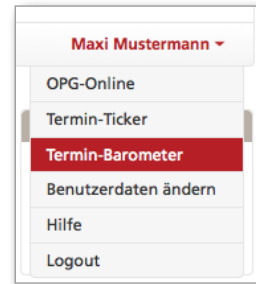 Maxi Mustermann
OPG-Online
Termin-Ticker
Termin-Barometer
Benutzerdaten ändern
Hilfe
Logout